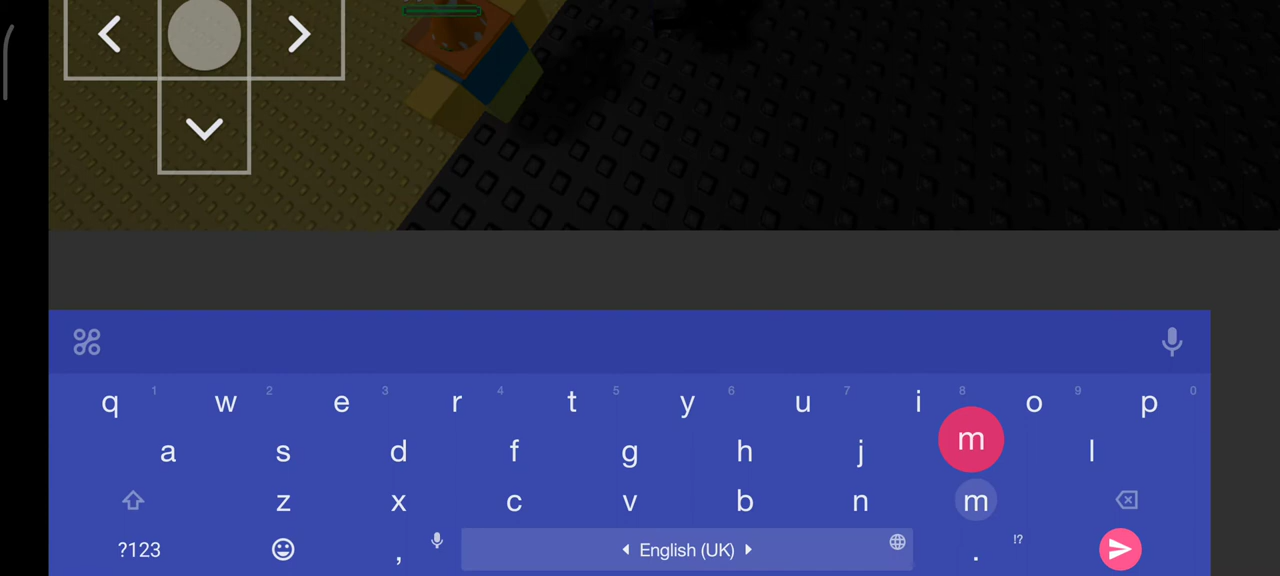 q 1 w 2 e 3 r 4 t 5 y 6 u 7 i 8 o 9 p 0
a s d f g h j m l
z x c v b n m
?123 , English (UK) . !?